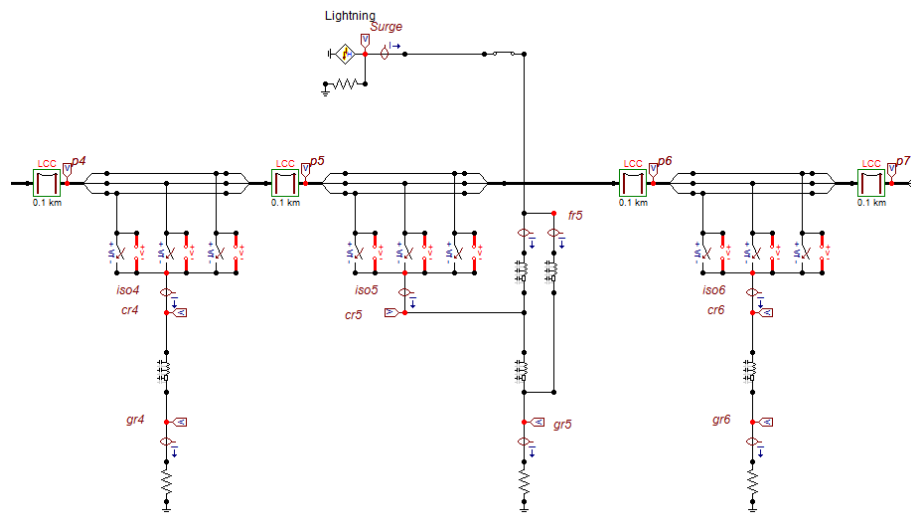 Lightning
Surge
LCC
p4
LCC
p5
LCC
p6
LCC
p7
0.1 km
0.1 km
0.1 km
0.1 km
fr5
iso4
iso5
iso6
cr4
cr5
cr6
gr4
gr5
gr6